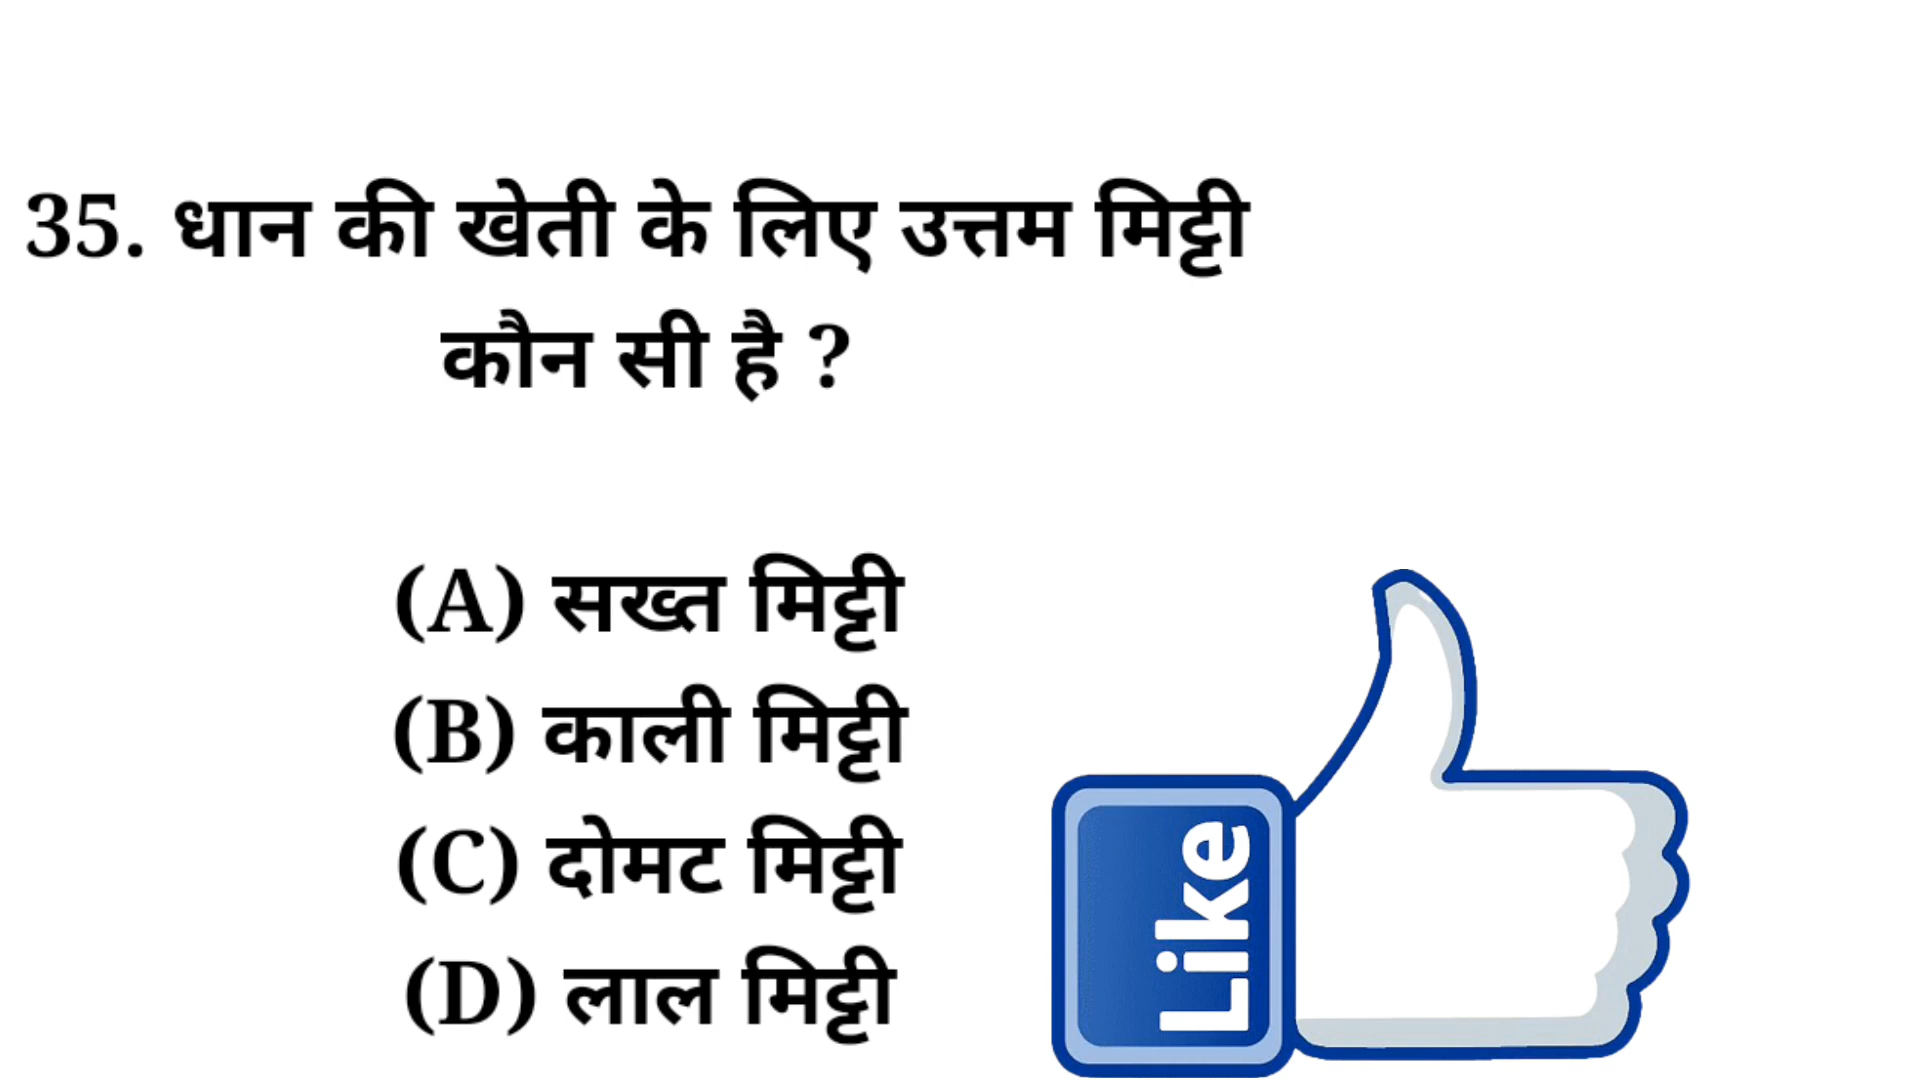 35. धान की खेती के लिए उत्तम मिट्टी
कौन सी है ?
(A) सख्त मिट्टी
(B) काली मिट्टी
(C) दोमट मिट्टी
(D) लाल मिट्टी
Like